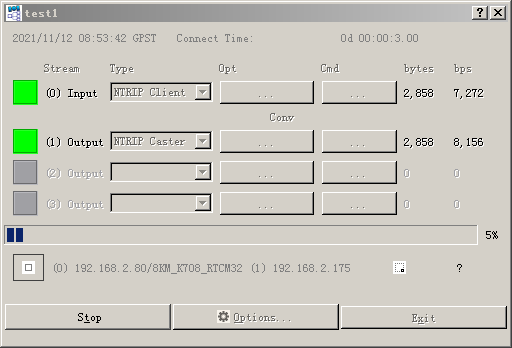 test1
2021/11/12 08:53:42 GPST Connect Time: 0d 00:00:3.00
Stream Type Opt Cmd bytes bps
(0) Input NTRIP Client ... ... 2,858 7,272
Conv
(1) Output NTRIP Caster ... ... 2,858 8,156
(2) Output ... ... 0 0
(3) Output ... ... 0 0
5%
(0) 192.168.2.80/8KM_K708_RTCM32 (1) 192.168.2.175 ?
Stop Options... Exit